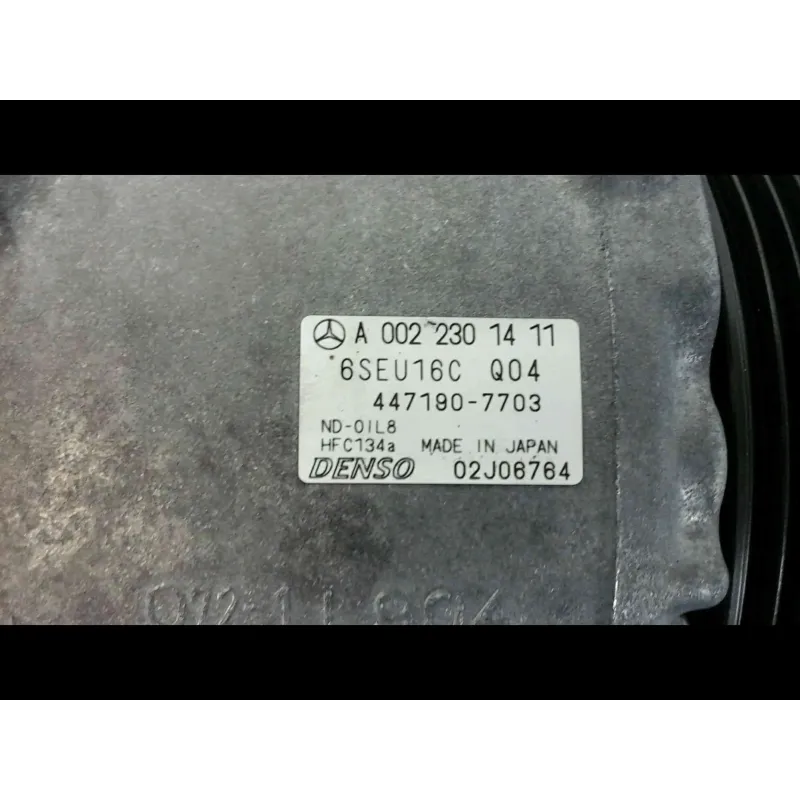 A 002 230 14 11
6SEU16C Q04
447190-7703
ND-OIL8
HFC134a MADE IN JAPAN
DENSO 02J06764